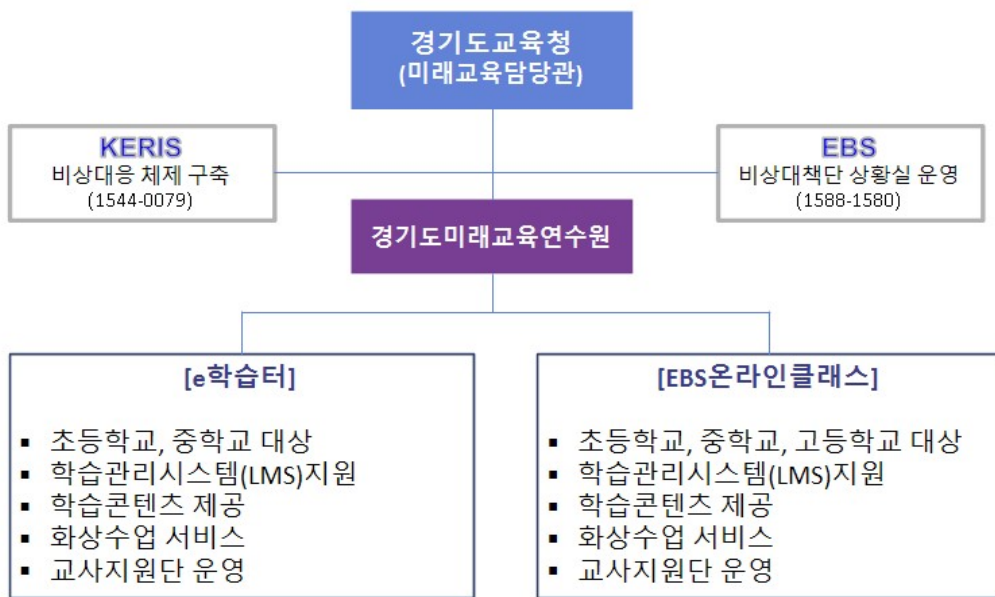 경기도교육청
(미래교육담당관)
KERIS
비상대응 체제 구축
(1544-0079)
EBS
비상대책단 상황실 운영
(1588-1580)
경기도미래교육연수원
[e학습터]
▪ 초등학교, 중학교 대상
▪ 학습관리시스템(LMS)지원
▪ 학습콘텐츠 제공
▪ 화상수업 서비스
▪ 교사지원단 운영
[EBS온라인클래스]
▪ 초등학교, 중학교, 고등학교 대상
▪ 학습관리시스템(LMS)지원
▪ 학습콘텐츠 제공
▪ 화상수업 서비스
▪ 교사지원단 운영